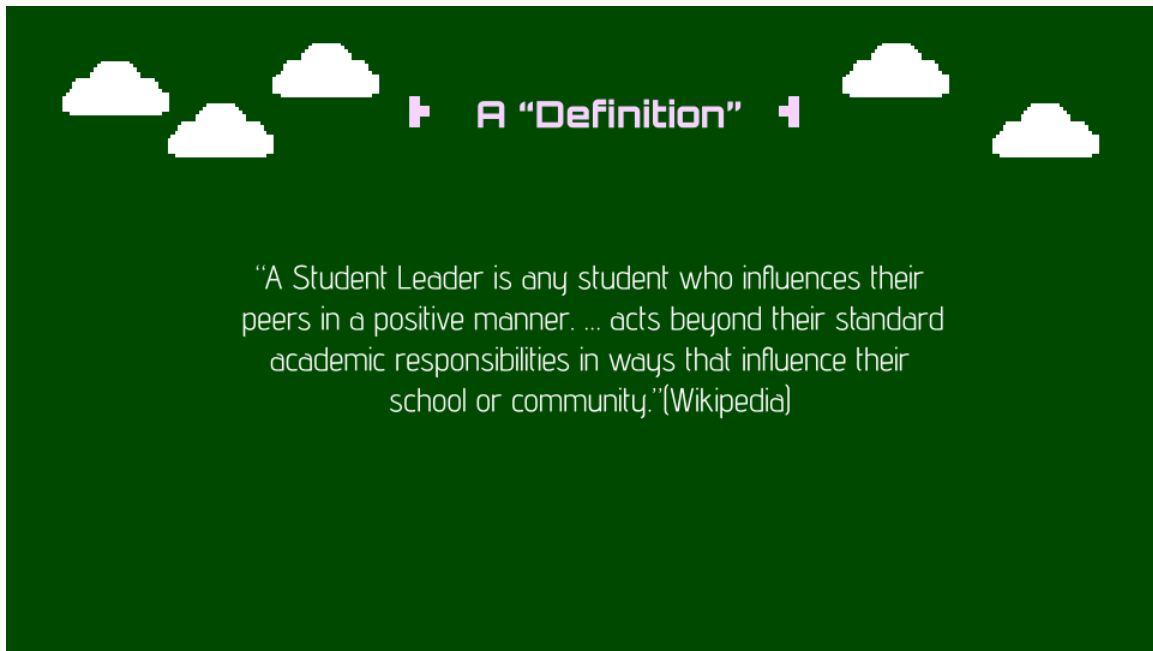 A “Definition”
“A Student Leader is any student who influences their
peers in a positive manner. ... acts beyond their standard
academic responsibilities in ways that influence their
school or community.”(Wikipedia)